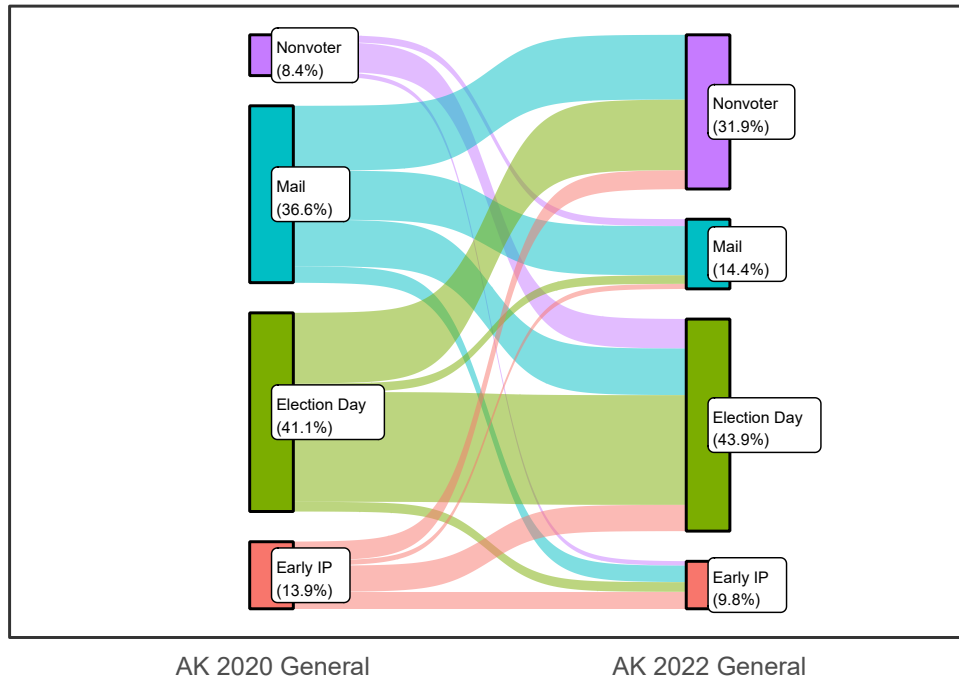 Nonvoter
(8.4%)
Mail
(36.6%)
Election Day
(41.1%)
Early IP
(13.9%)
Nonvoter
(31.9%)
Mail
(14.4%)
Election Day
(43.9%)
Early IP
(9.8%)
AK 2020 General
AK 2022 General